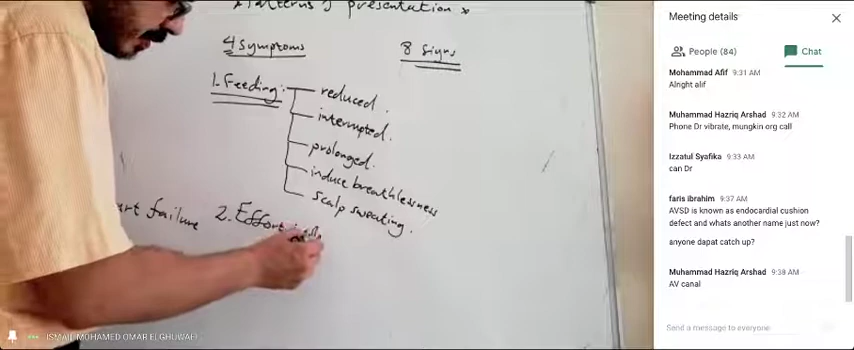 Patterns of presentation
4 Symptoms
8 Signs
1. Feeding:
reduced.
interrupted.
prolonged.
induce breathlessness
scalp sweating.
failure
2. Effort
ISMAIL MOHAMED OMAR ELGHUWAEL
Meeting details
People (84)
Chat
Mohammad Afif 9:31 AM
Alright alif
Muhammad Hazriq Arshad 9:32 AM
Phone Dr vibrate, mungkin org call
Izzatul Syafika 9:33 AM
can Dr
faris ibrahim 9:37 AM
AVSD is known as endocardial cushion
defect and whats another name just now?
anyone dapat catch up?
Muhammad Hazriq Arshad 9:38 AM
AV canal
Send a message to everyone